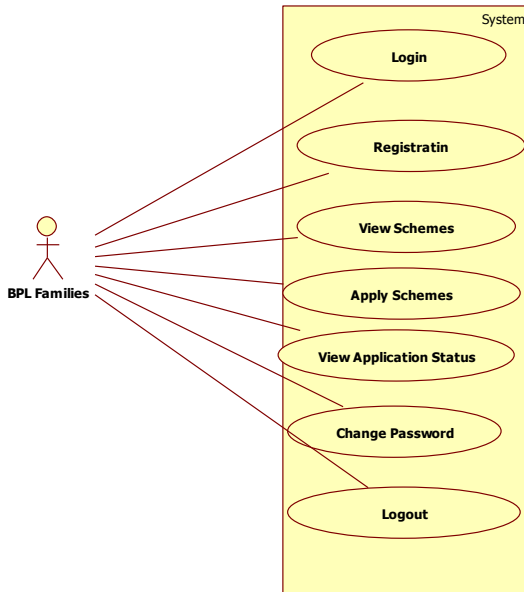 System
Login
Registratin
View Schemes
BPL Families
Apply Schemes
View Application Status
Change Password
Logout